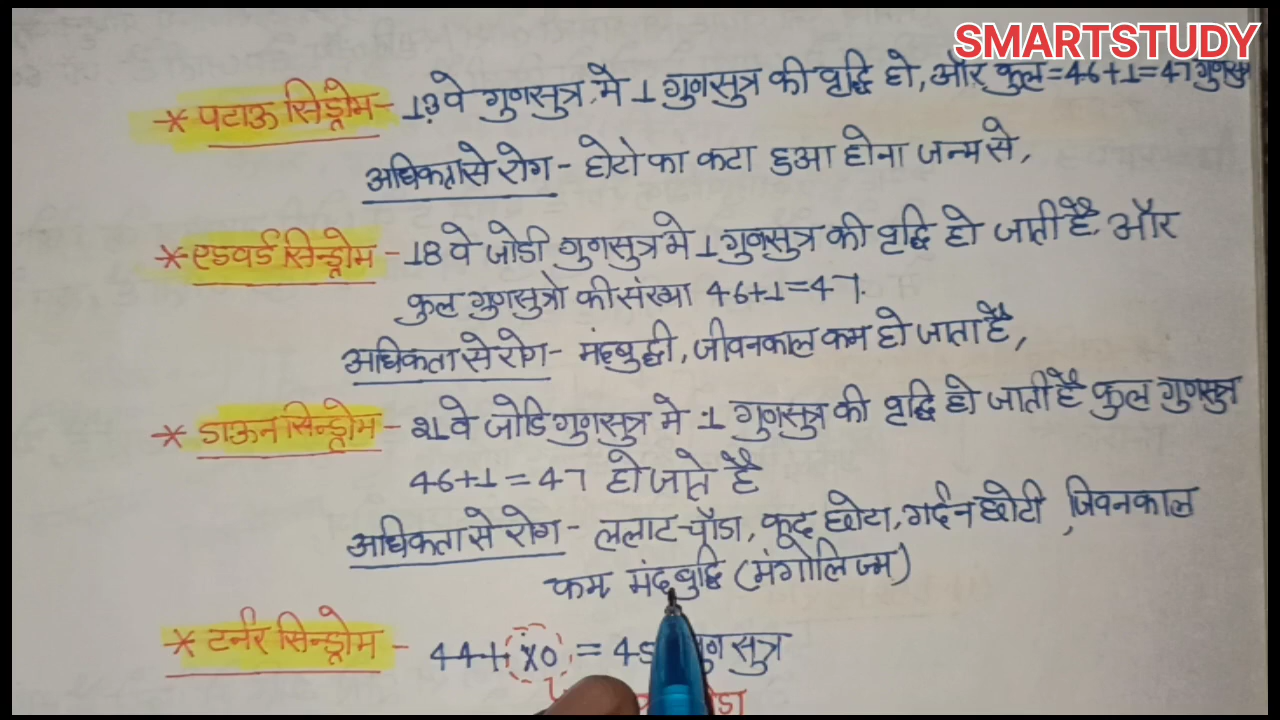 SMARTSTUDY
* पटाऊ सिंड्रोम - 13वे गुणसूत्र में 1 गुणसूत्र की वृद्धि हो, और कुल = 46+1 = 47 गुणसूत्र
अधिकता से रोग - होटो का कटा हुआ होना जन्म से,
* एडवर्ड सिन्ड्रोम - 18 वे जोडी गुणसूत्र मे 1 गुणसूत्र की वृद्धि हो जाती है. और
कुल गुणसूत्रो की संख्या 46+1=47.
अधिकता से रोग - मंदबुद्धी, जीवनकाल कम हो जाता है,
* डाऊन सिन्ड्रोम - 21 वे जोडि गुणसूत्र मे 1 गुणसूत्र की वृद्धि हो जाती है कुल गुणसूत्र
46+1 = 47 हो जाते है
अधिकता से रोग - ललाट चौडा, कद छोटा, गर्दन छोटी, जिवनकाल
कम मंदबुद्धि (मंगोलिज्म)
* टर्नर सिन्ड्रोम - 44+ XO = 45 गुणसूत्र